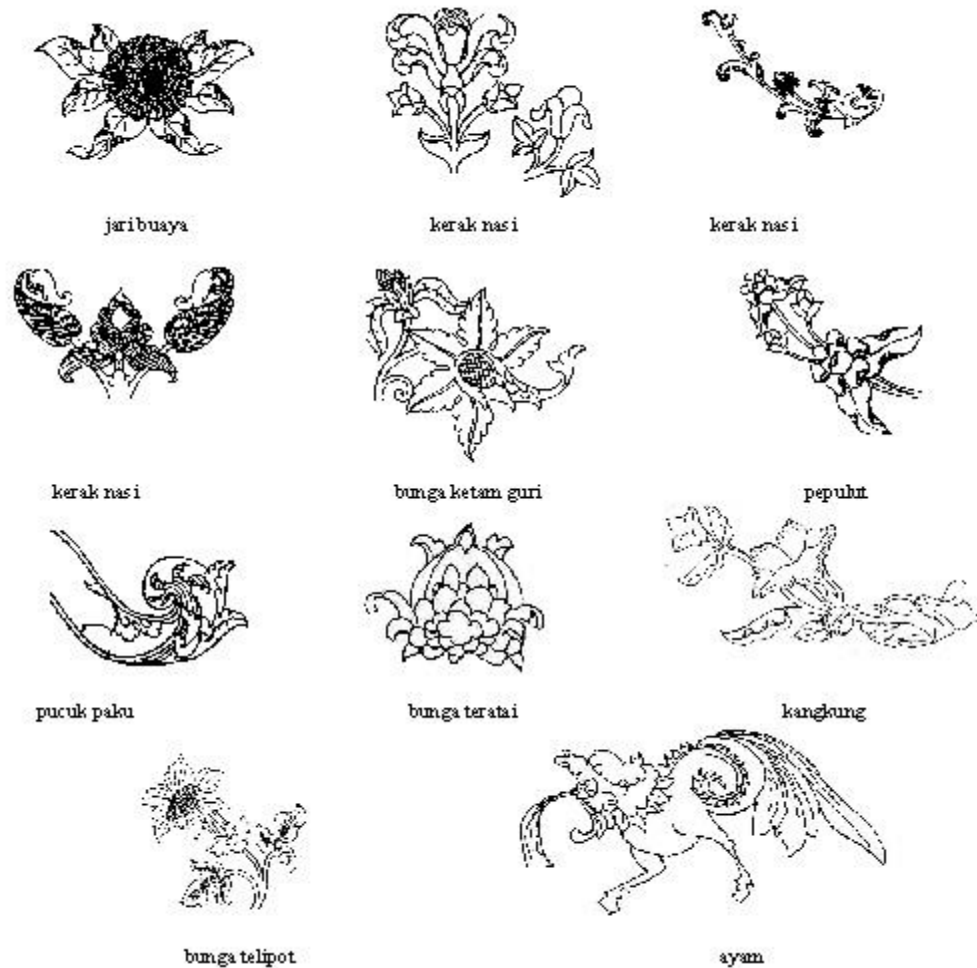 jari buaya
kerak nasi
kerak nasi
kerak nasi
bunga ketam guri
pepulut
pucuk paku
bunga teratai
kangkung
bunga telipot
ayam